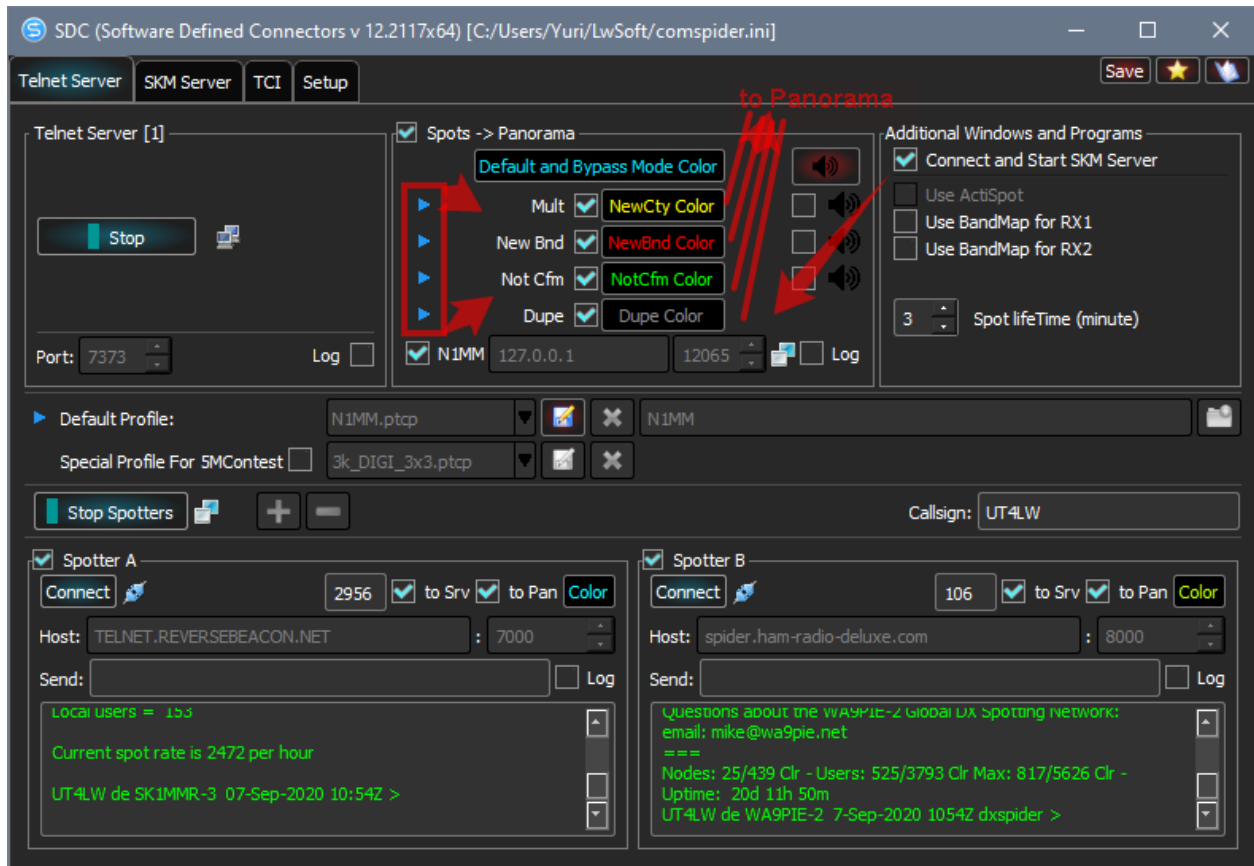 SDC (Software Defined Connectors v 12.2117x64) [C:/Users/Yuri/LwSoft/comspider.ini]
Telnet Server SKM Server TCI Setup Save
to Panorama
Telnet Server [1] Spots -> Panorama Additional Windows and Programs
Default and Bypass Mode Color Connect and Start SKM Server
Mult NewCty Color Use ActiSpot
Use BandMap for RX1
Stop New Bnd NewBnd Color Use BandMap for RX2
Not Cfm NotCfm Color
Dupe Dupe Color 3 Spot lifeTime (minute)
Port: 7373 Log N1MM 127.0.0.1 12065 Log
Default Profile: N1MM.ptcp N1MM
Special Profile For 5MContest 3k_DIGI_3x3.ptcp
Stop Spotters Callsign: UT4LW
Spotter A
Connect 2956 to Srv to Pan Color
Host: TELNET.REVERSEBEACON.NET : 7000
Send: Log
Local users = 153
Current spot rate is 2472 per hour
UT4LW de SK1MMR-3 07-Sep-2020 10:54Z >
Spotter B
Connect 106 to Srv to Pan Color
Host: spider.ham-radio-deluxe.com : 8000
Send: Log
Questions about the WA9PIE-2 Global DX Spotting Network:
email: mike@wa9pie.net
===
Nodes: 25/439 Clr - Users: 525/3793 Clr Max: 817/5626 Clr -
Uptime: 20d 11h 50m
UT4LW de WA9PIE-2 7-Sep-2020 1054Z dxspider >